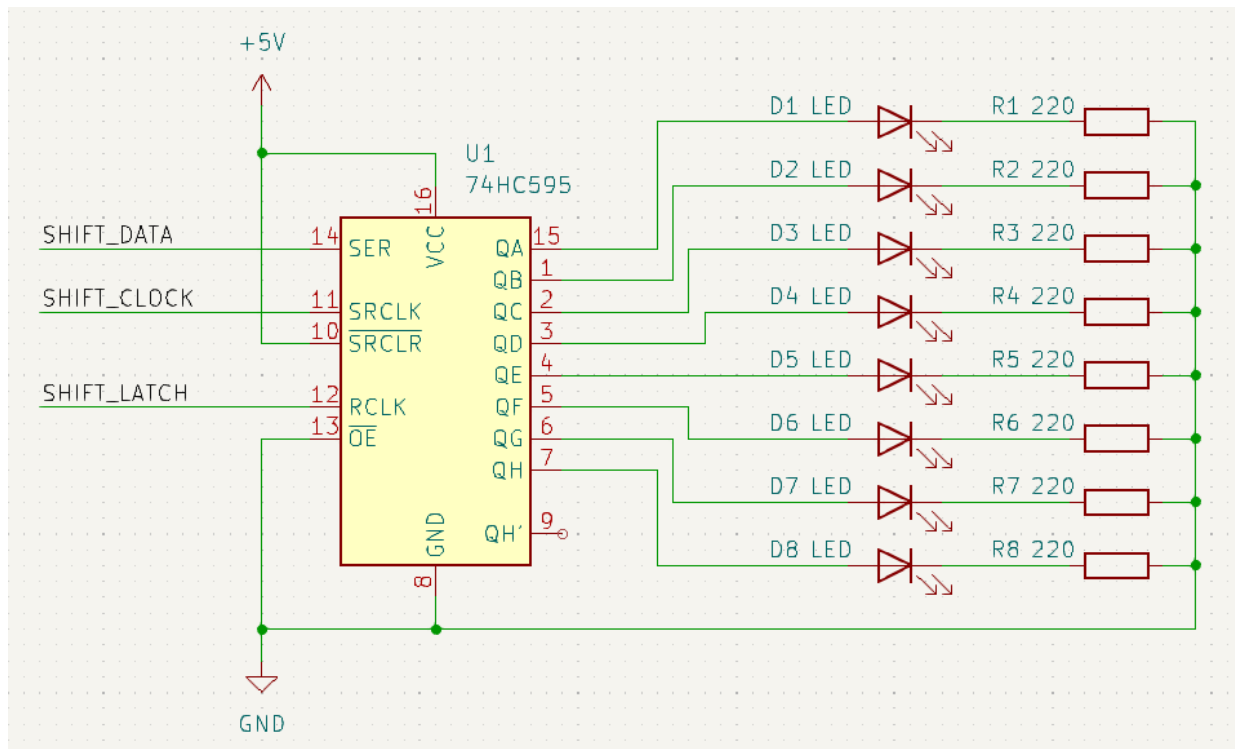 +5V
U1
74HC595
SHIFT_DATA
SHIFT_CLOCK
SHIFT_LATCH
14 SER
11 SRCLK
10 SRCLR
12 RCLK
13 OE
16 VCC
8 GND
QA 15
QB 1
QC 2
QD 3
QE 4
QF 5
QG 6
QH 7
QH' 9
D1 LED R1 220
D2 LED R2 220
D3 LED R3 220
D4 LED R4 220
D5 LED R5 220
D6 LED R6 220
D7 LED R7 220
D8 LED R8 220
GND